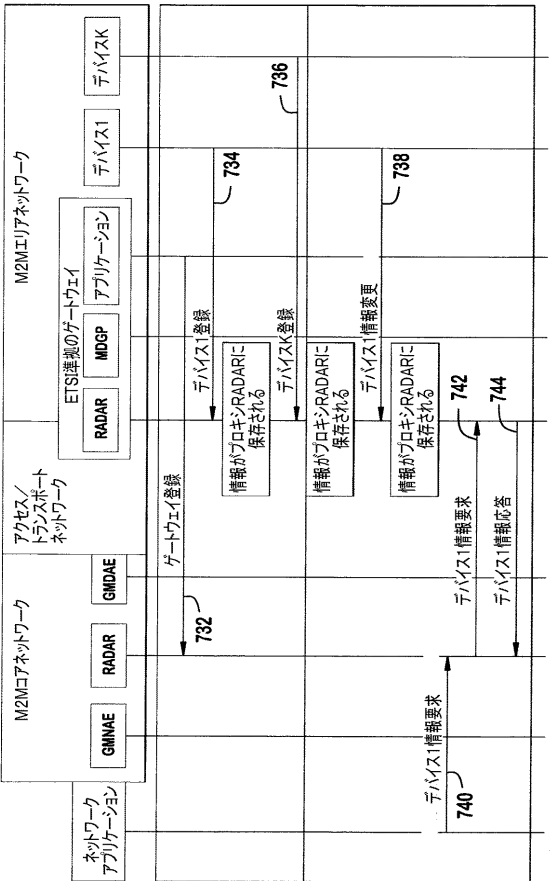 M2Mコアネットワーク
アクセス/
トランスポート
ネットワーク
M2Mエリアネットワーク
ETSI準拠のゲートウェイ
ネットワーク
アプリケーション
GMNAE
RADAR
GMDAE
RADAR
MDGP
アプリケーション
デバイス1
デバイスK
ゲートウェイ登録
732
デバイス1登録
734
情報がプロキシRADARに
保存される
デバイスK登録
736
情報がプロキシRADARに
保存される
デバイス1情報変更
738
情報がプロキシRADARに
保存される
デバイス1情報要求
740
デバイス1情報要求
742
デバイス1情報応答
744